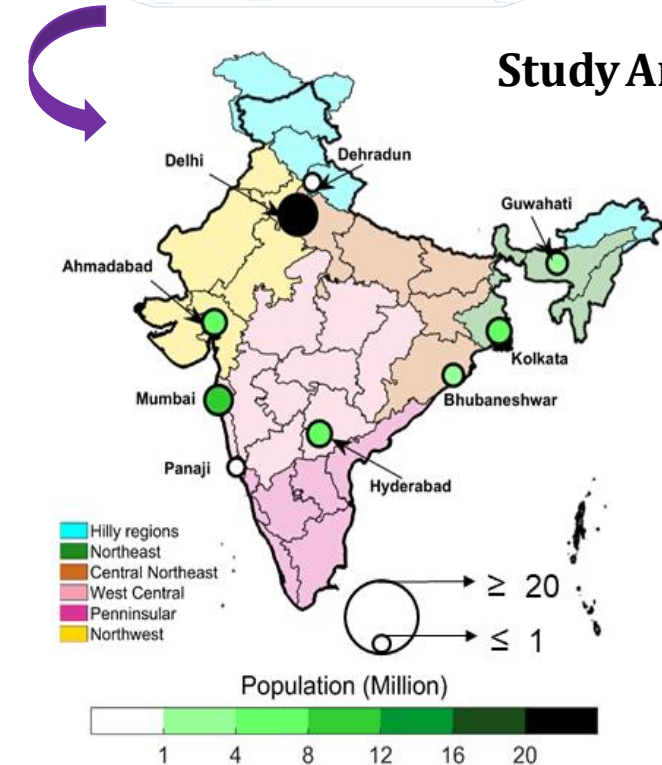 Study Ar
Delhi
Dehradun
Guwahati
Ahmadabad
Kolkata
Mumbai
Bhubaneshwar
Panaji
Hyderabad
Hilly regions
Northeast
Central Northeast
West Central
Penninsular
Northwest
≥ 20
≤ 1
Population (Million)
1 4 8 12 16 20